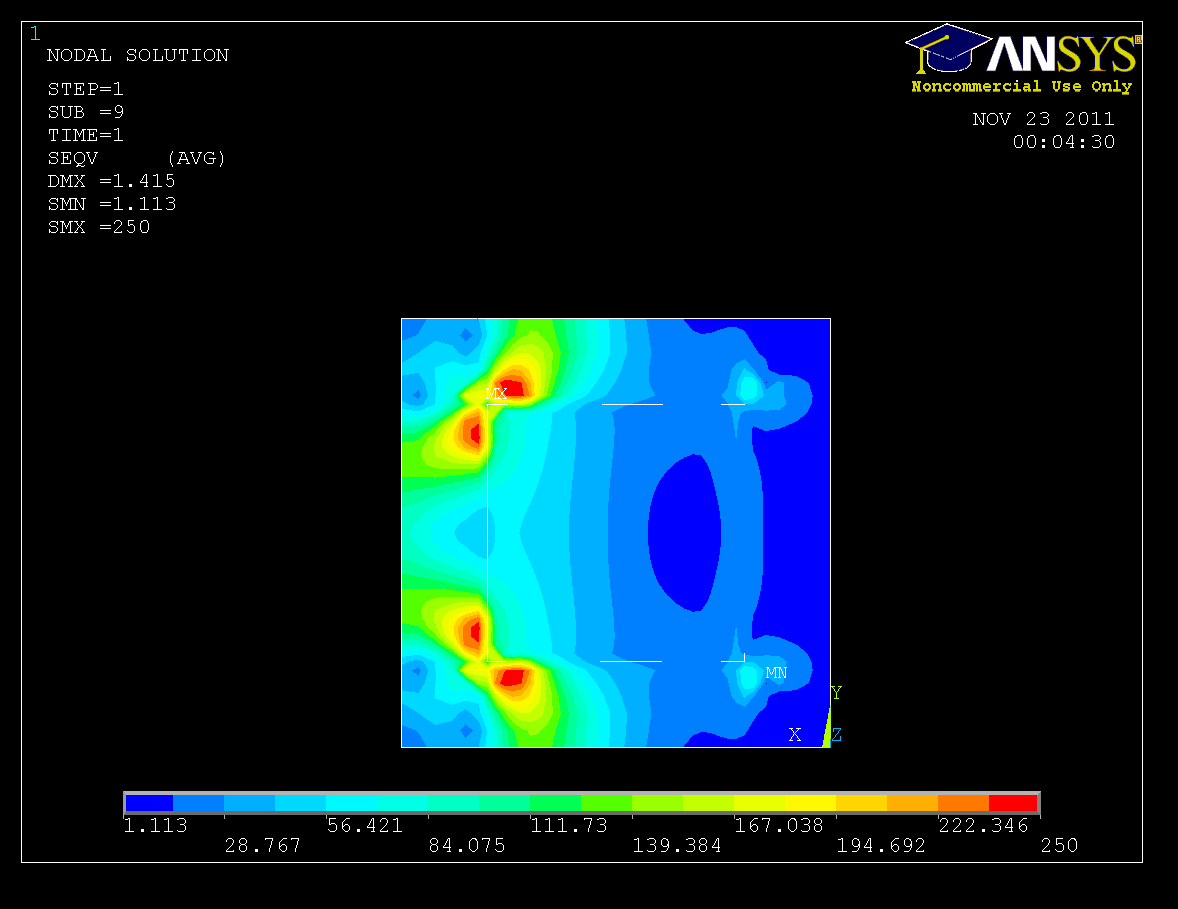 1
NODAL SOLUTION
STEP=1
SUB =9
TIME=1
SEQV (AVG)
DMX =1.415
SMN =1.113
SMX =250
ANSYS®
Noncommercial Use Only
NOV 23 2011
00:04:30
MX
MN
Y
X Z
1.113 56.421 111.73 167.038 222.346
28.767 84.075 139.384 194.692 250